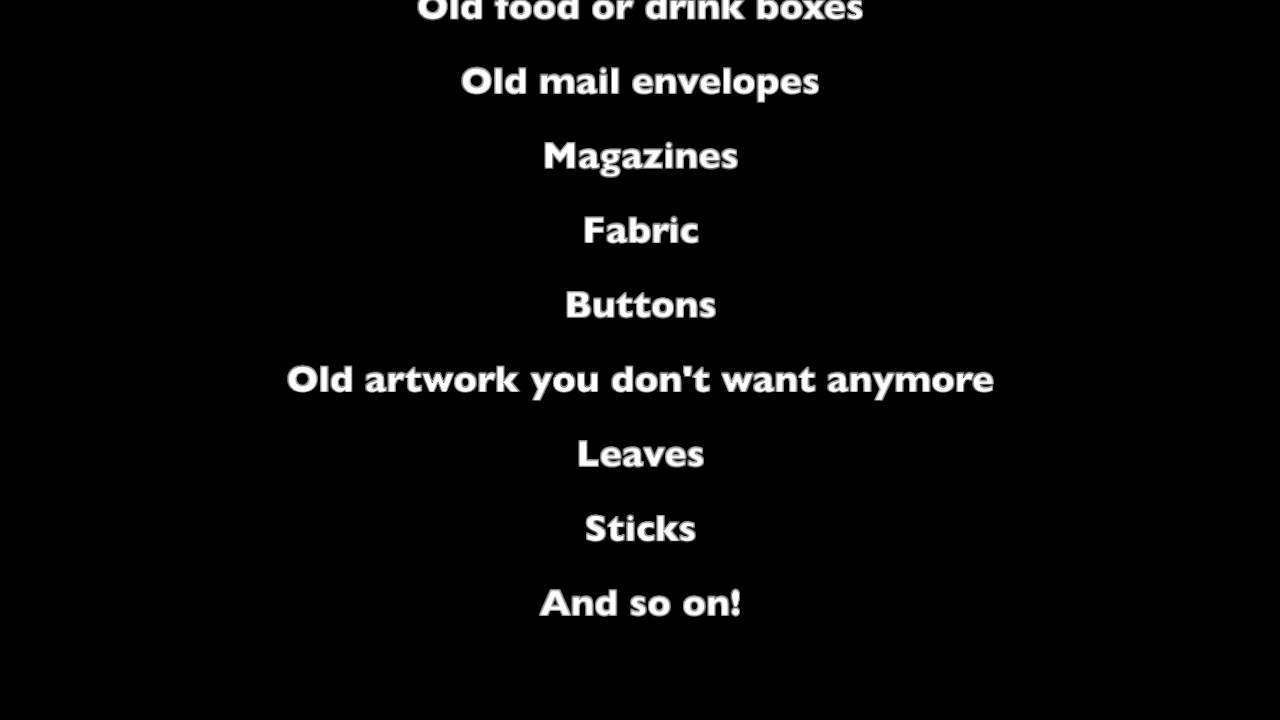 Old food or drink boxes
Old mail envelopes
Magazines
Fabric
Buttons
Old artwork you don't want anymore
Leaves
Sticks
And so on!